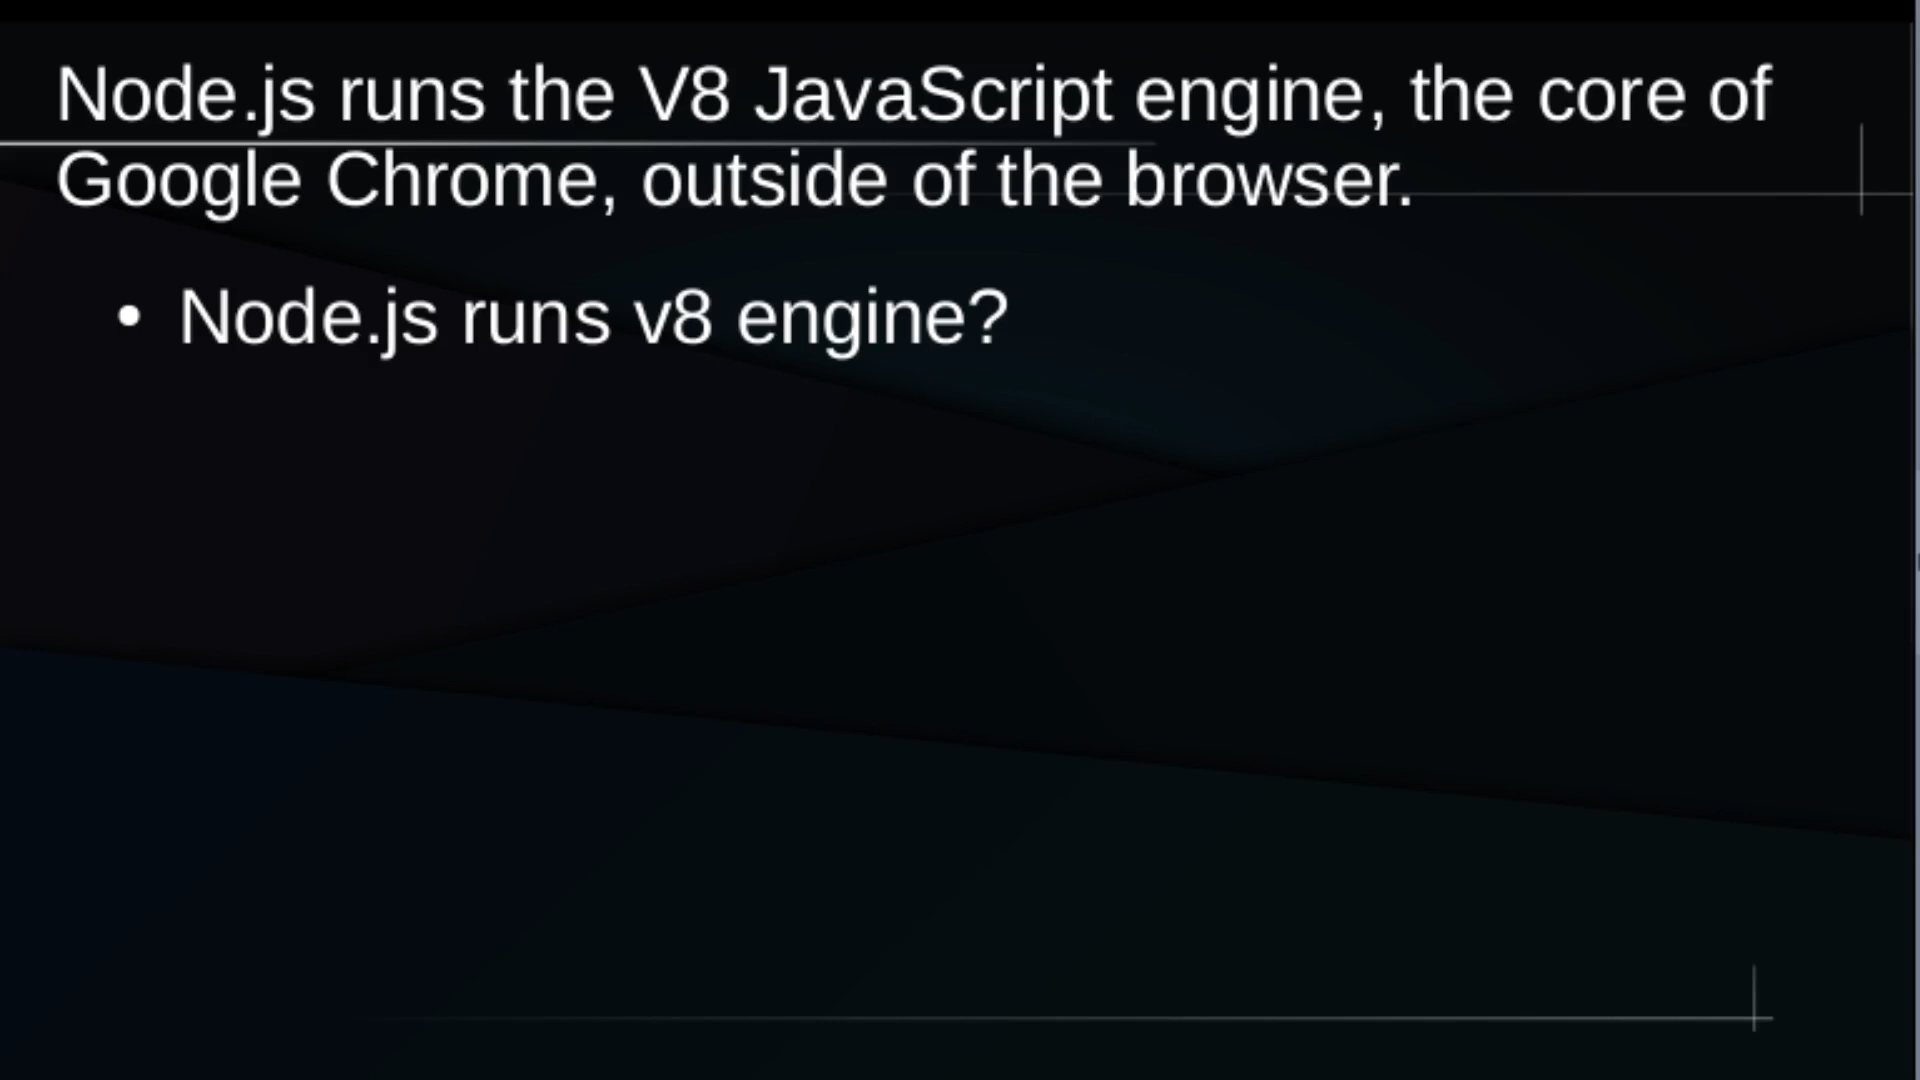 Node.js runs the V8 JavaScript engine, the core of
Google Chrome, outside of the browser.
• Node.js runs v8 engine?